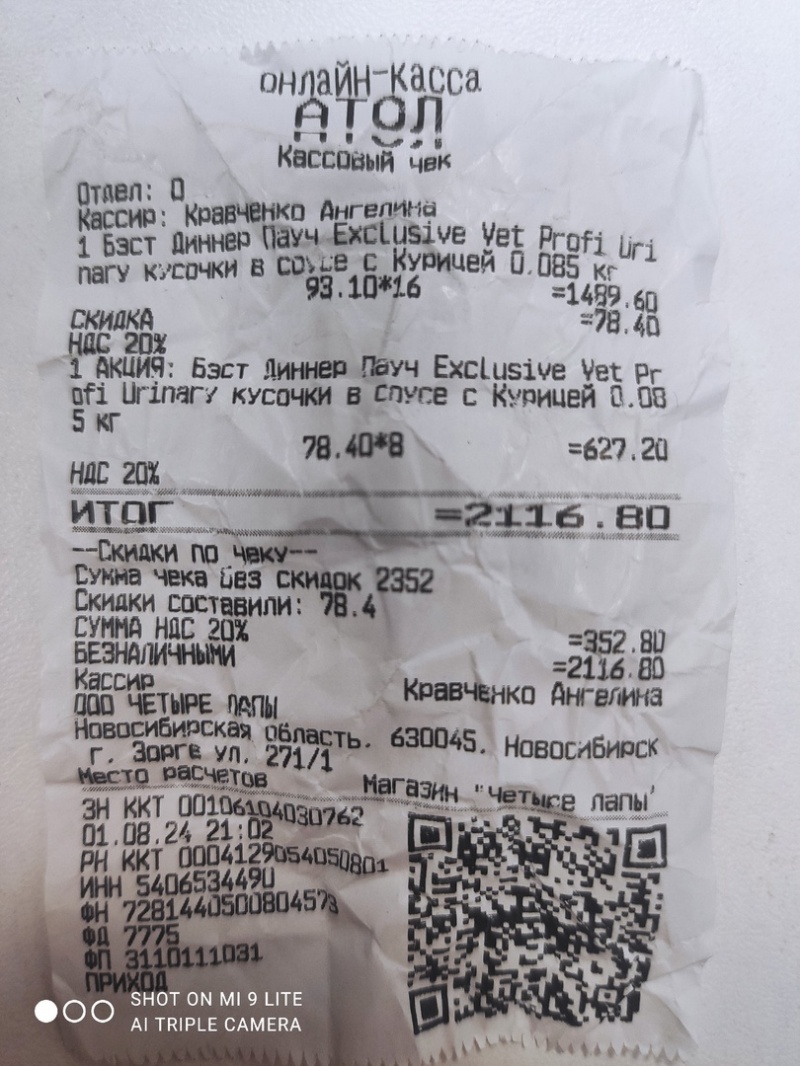 онлайн-касса
АТОЛ
Кассовый чек
Отдел: 0
Кассир: Кравченко Ангелина
1 Бэст Диннер Пауч Exclusive Vet Profi Uri
nary кусочки в соусе с Курицей 0.085 кг
93.10*16 =1489.60
СКИДКА =78.40
НДС 20%
1 АКЦИЯ: Бэст Диннер Пауч Exclusive Vet Pr
ofi Urinary кусочки в соусе с Курицей 0.08
5 кг
78.40*8 =627.20
НДС 20%
ИТОГ =2116.80
--Скидки по чеку--
Сумма чека без скидок 2352
Скидки составили: 78.4
СУММА НДС 20% =352.80
БЕЗНАЛИЧНЫМИ =2116.80
Кассир Кравченко Ангелина
ООО ЧЕТЫРЕ ЛАПЫ
Новосибирская область, 630045, Новосибирск
г. Зорге ул. 271/1
Место расчетов Магазин "Четыре лапы"
ЗН ККТ 00106104030762
01.08.24 21:02
РН ККТ 0004129054050801
ИНН 5406534490
ФН 7281440500804573
ФД 7775
ФП 3110111031
ПРИХОД
SHOT ON MI 9 LITE
AI TRIPLE CAMERA